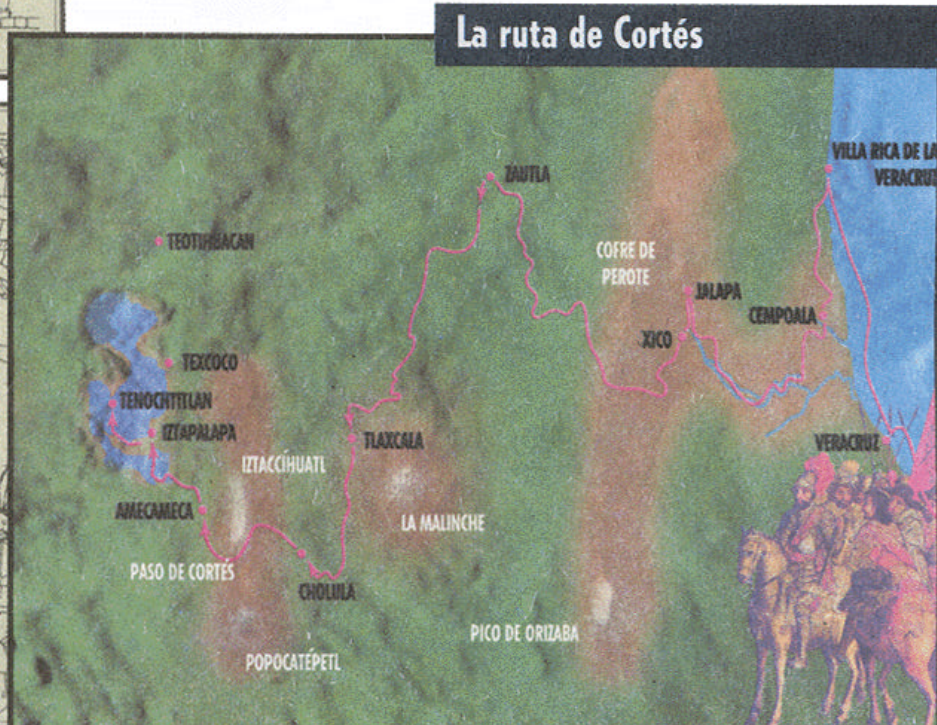 La ruta de Cortés
VILLA RICA DE LA
VERACRUZ
ZAUTLA
TEOTIHUACAN
COFRE DE
PEROTE
JALAPA
CEMPOALA
XICO
TEXCOCO
TENOCHTITLAN
IZTAPALAPA
TLAXCALA
VERACRUZ
IZTACCÍHUATL
AMECAMECA
LA MALINCHE
PASO DE CORTÉS
CHOLULA
PICO DE ORIZABA
POPOCATÉPETL